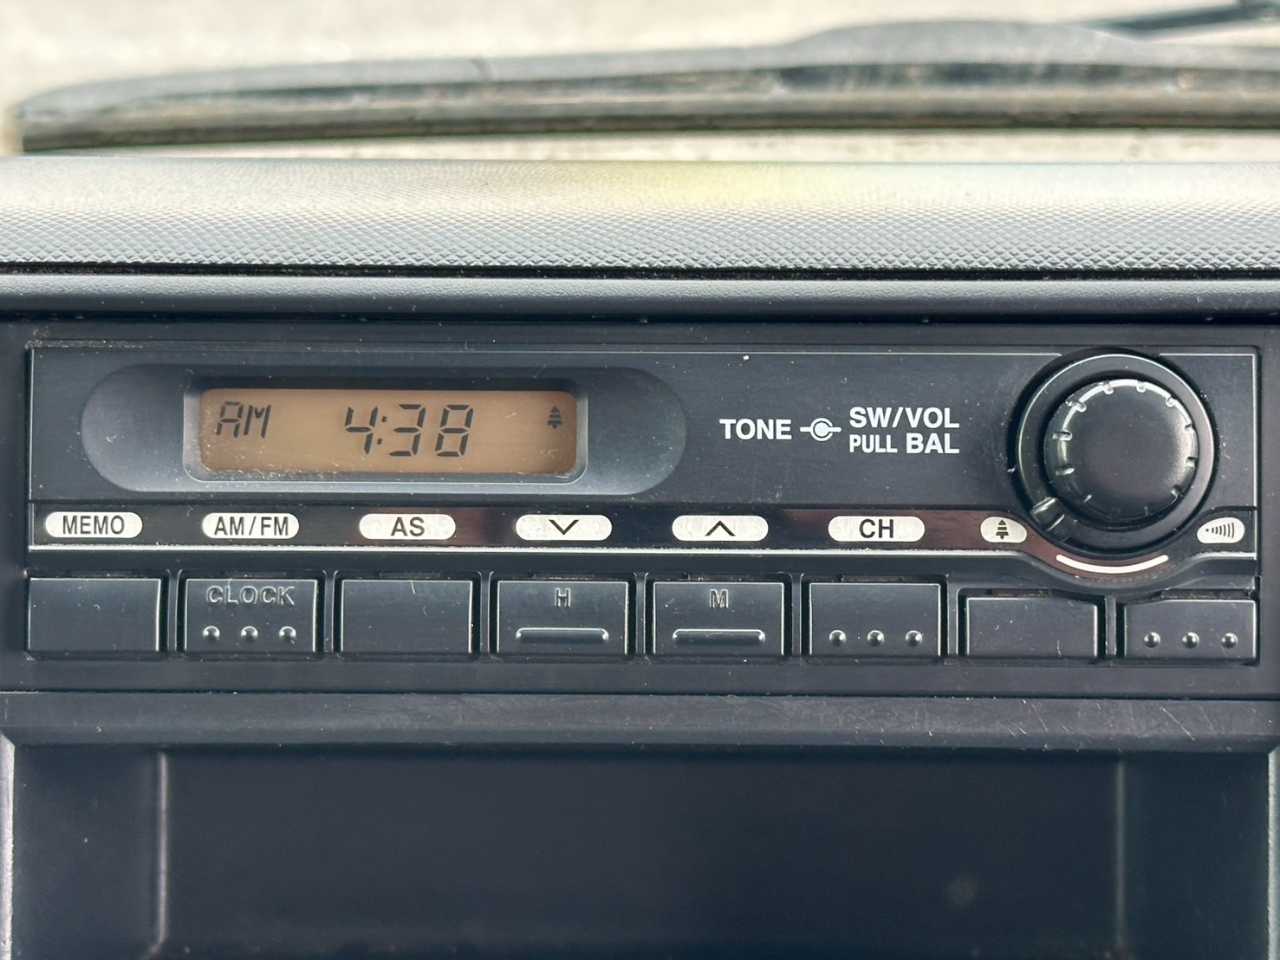 AM 4:38
TONE SW/VOL
PULL BAL
MEMO AM/FM AS CH
CLOCK H M